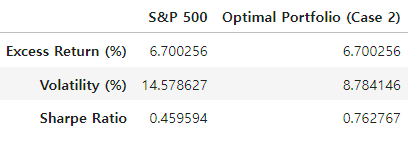 S&P 500 Optimal Portfolio (Case 2)
Excess Return (%) 6.700256 6.700256
Volatility (%) 14.578627 8.784146
Sharpe Ratio 0.459594 0.762767